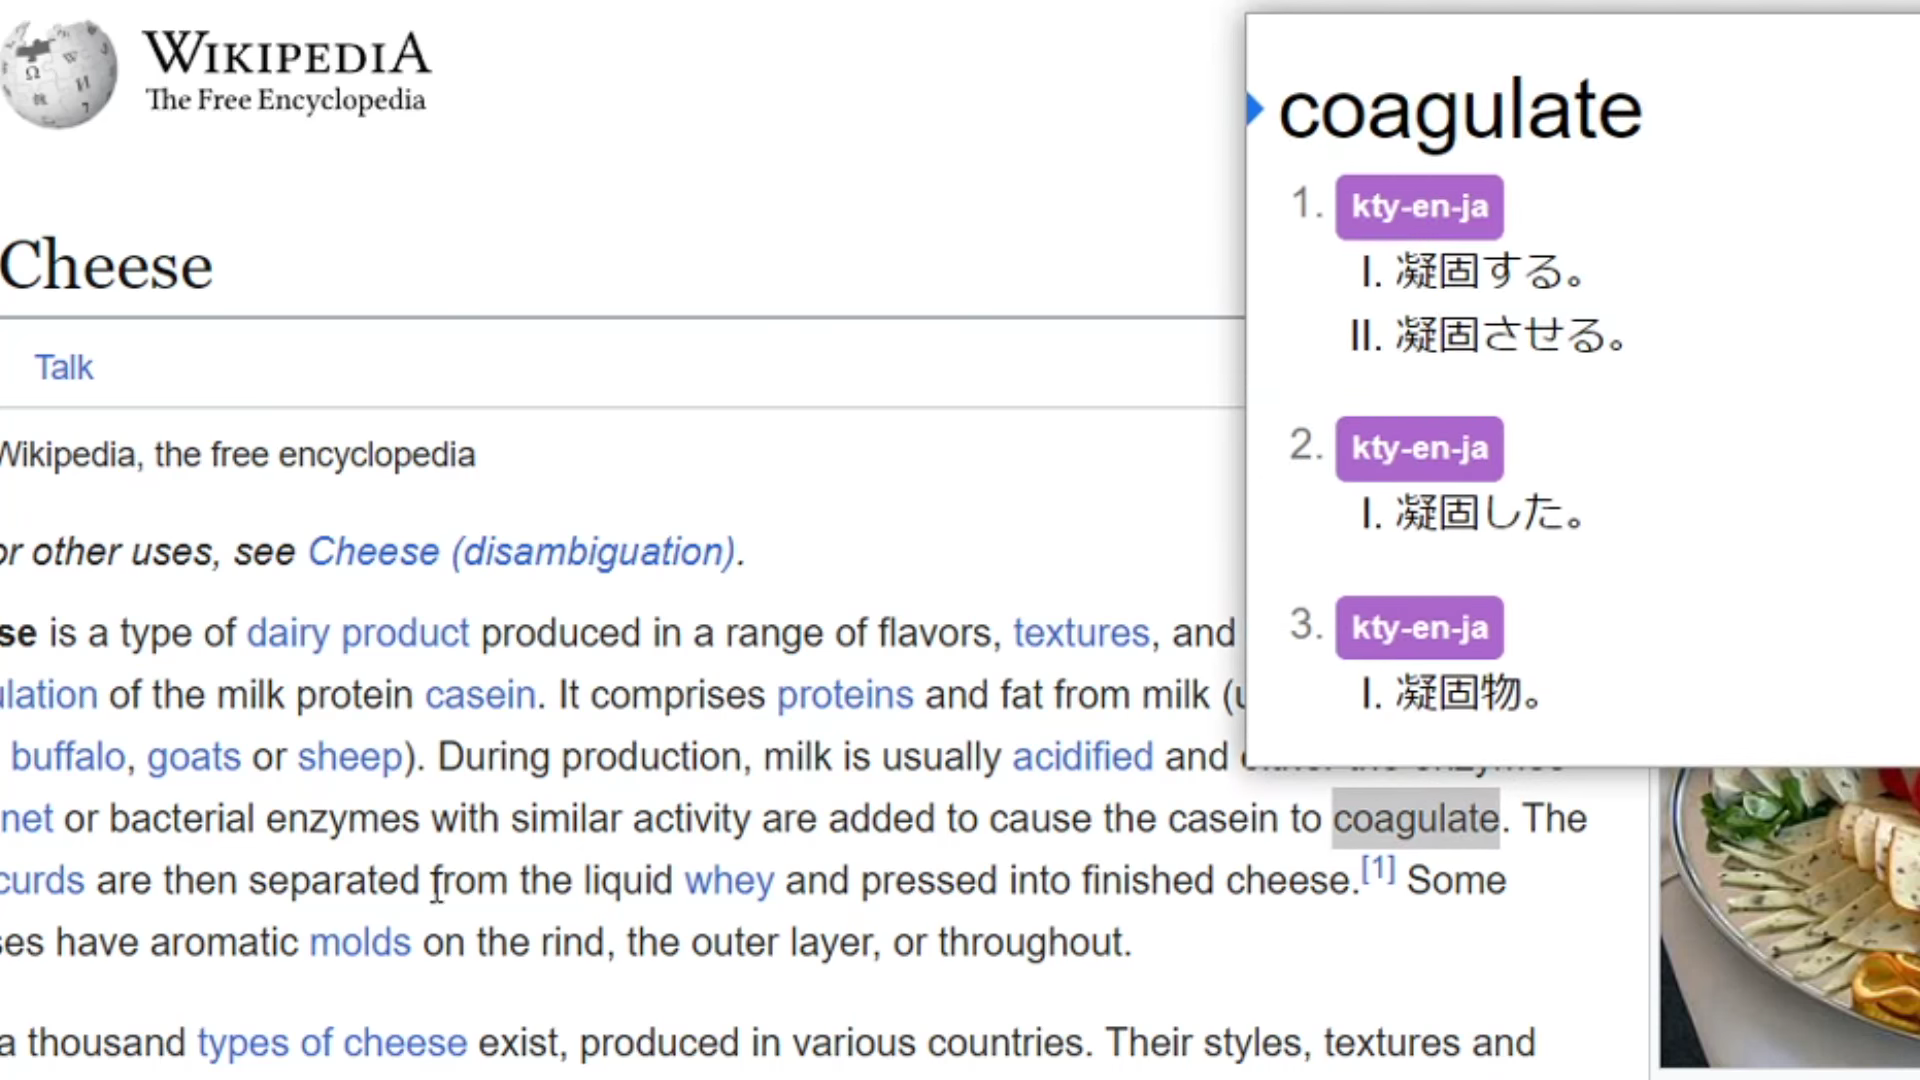 WIKIPEDIA
The Free Encyclopedia
Cheese
Talk
Wikipedia, the free encyclopedia
or other uses, see Cheese (disambiguation).
se is a type of dairy product produced in a range of flavors, textures, and
ulation of the milk protein casein. It comprises proteins and fat from milk (u
buffalo, goats or sheep). During production, milk is usually acidified and
net or bacterial enzymes with similar activity are added to cause the casein to coagulate. The
curds are then separated from the liquid whey and pressed into finished cheese.[1] Some
ses have aromatic molds on the rind, the outer layer, or throughout.
a thousand types of cheese exist, produced in various countries. Their styles, textures and
coagulate
1. kty-en-ja
I. 凝固する。
II. 凝固させる。
2. kty-en-ja
I. 凝固した。
3. kty-en-ja
I. 凝固物。